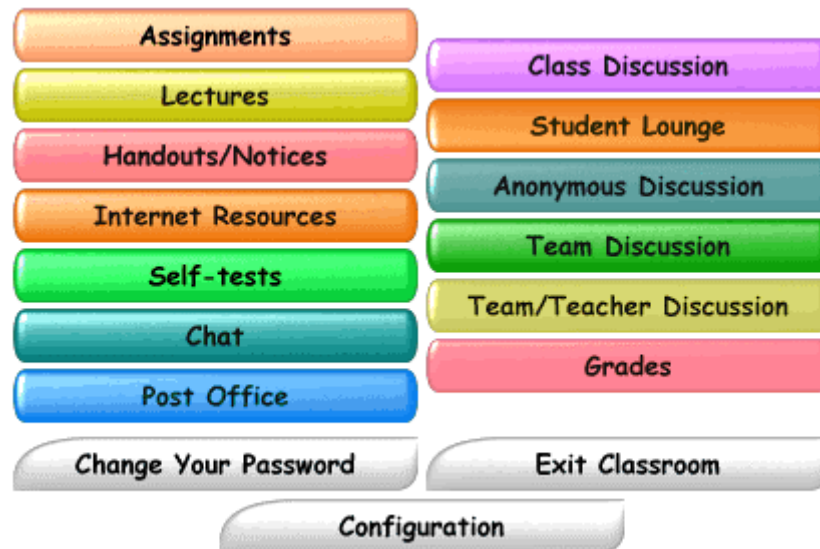 Assignments
Lectures
Handouts/Notices
Internet Resources
Self-tests
Chat
Post Office
Class Discussion
Student Lounge
Anonymous Discussion
Team Discussion
Team/Teacher Discussion
Grades
Change Your Password
Exit Classroom
Configuration